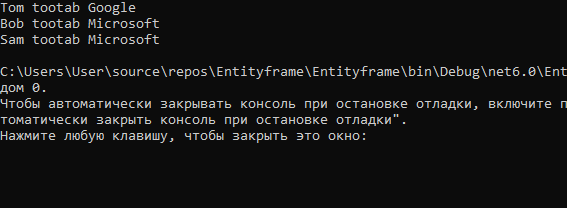 Tom tootab Google
Bob tootab Microsoft
Sam tootab Microsoft
C:\Users\User\source\repos\Entityframe\Entityframe\bin\Debug\net6.0\Ent
дом 0.
Чтобы автоматически закрывать консоль при остановке отладки, включите п
томатически закрыть консоль при остановке отладки".
Нажмите любую клавишу, чтобы закрыть это окно: